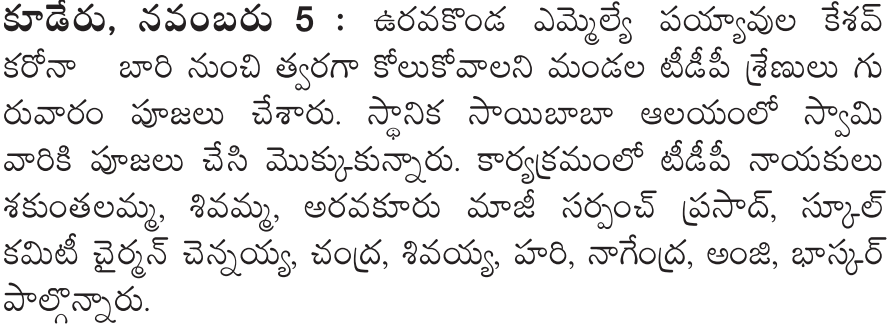 కూడేరు, నవంబరు 5 : ఉరవకొండ ఎమ్మెల్యే పయ్యావుల కేశవ్
కరోనా బారి నుంచి త్వరగా కోలుకోవాలని మండల టీడీపీ శ్రేణులు గు
రువారం పూజలు చేశారు. స్థానిక సాయిబాబా ఆలయంలో స్వామి
వారికి పూజలు చేసి మొక్కుకున్నారు. కార్యక్రమంలో టీడీపీ నాయకులు
శకుంతలమ్మ, శివమ్మ, అరవకూరు మాజీ సర్పంచ్ ప్రసాద్, స్కూల్
కమిటీ చైర్మన్ చెన్నయ్య, చంద్ర, శివయ్య, హరి, నాగేంద్ర, అంజి, భాస్కర్
పాల్గొన్నారు.